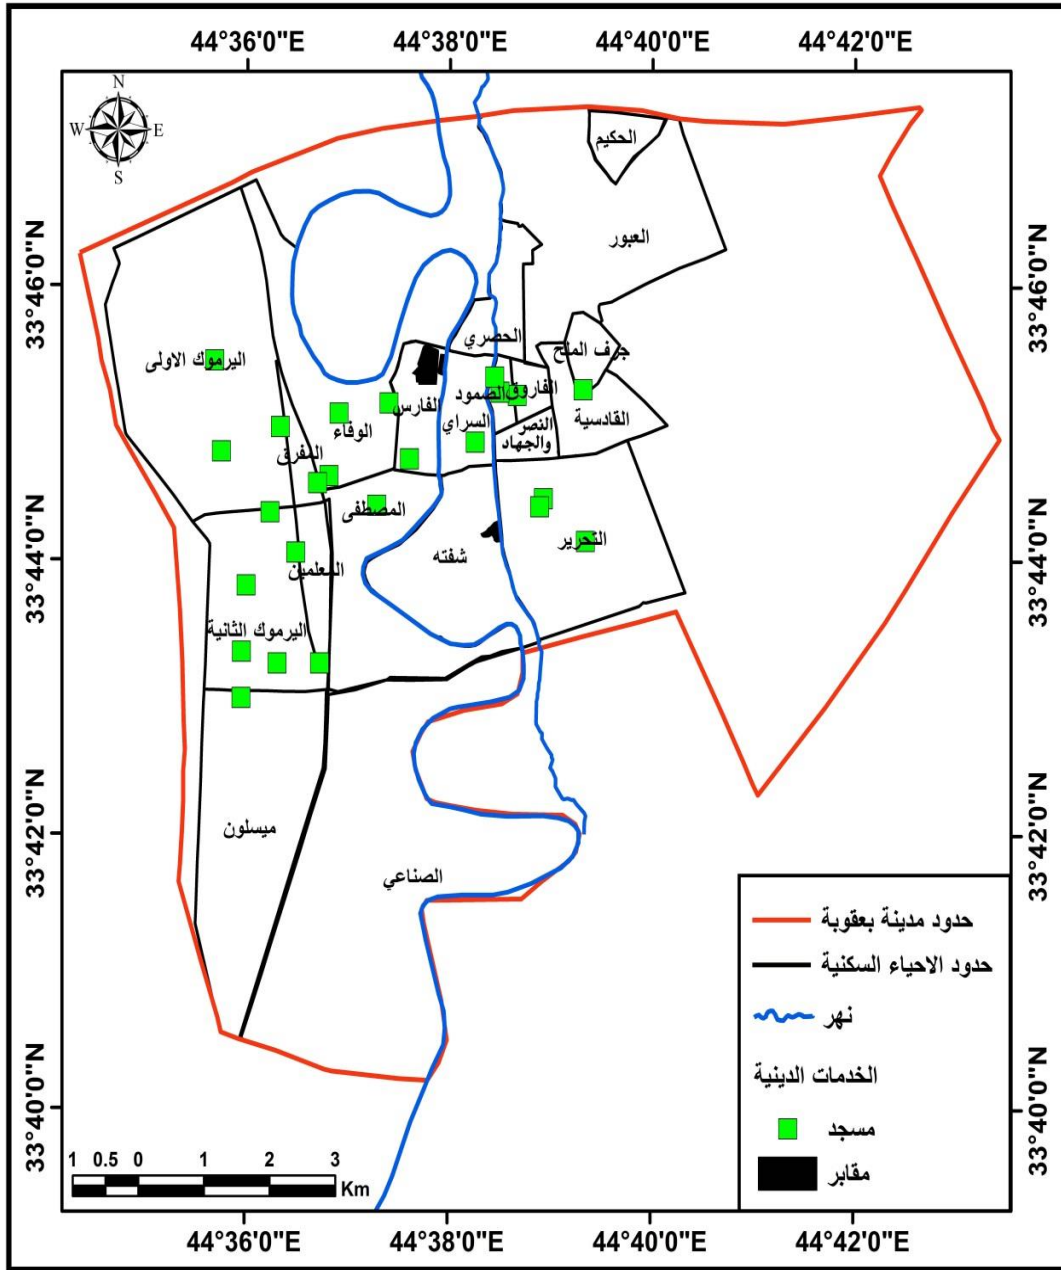 44°36'0"E 44°38'0"E 44°40'0"E 44°42'0"E
N
W E
S
الحكيم
العبور
33°46'0"N 33°46'0"N
الحصري
جرف الملح
اليرموك الاولى
الفاروق
الصمود
الفارس
القادسية
السراي
النصر
والجهاد
الوفاء
المفرق
المصطفى
التحرير
شفته
33°44'0"N 33°44'0"N
المعلمين
اليرموك الثانية
ميسلون
33°42'0"N 33°42'0"N
الصناعي
حدود مدينة بعقوبة
حدود الاحياء السكنية
نهر
الخدمات الدينية
مسجد
مقابر
33°40'0"N 33°40'0"N
1 0.5 0 1 2 3
Km
44°36'0"E 44°38'0"E 44°40'0"E 44°42'0"E